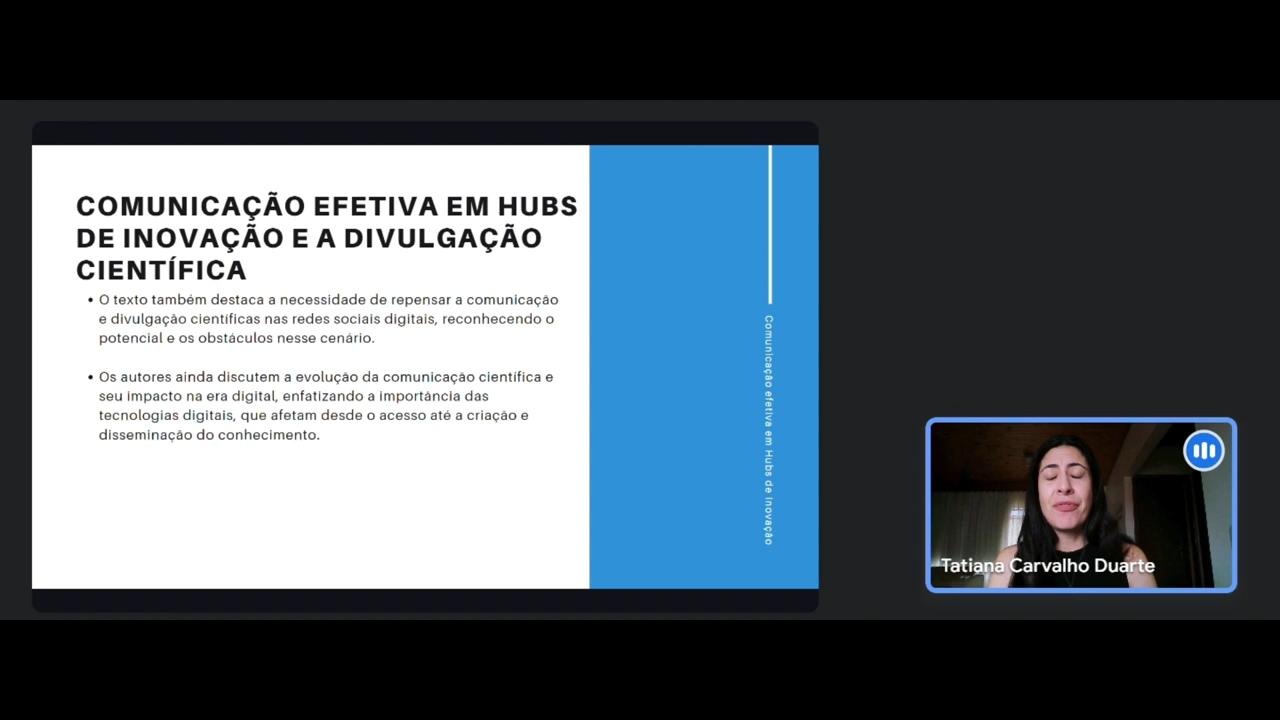 COMUNICAÇÃO EFETIVA EM HUBS
DE INOVAÇÃO E A DIVULGAÇÃO
CIENTÍFICA
• O texto também destaca a necessidade de repensar a comunicação
e divulgação científicas nas redes sociais digitais, reconhecendo o
potencial e os obstáculos nesse cenário.
• Os autores ainda discutem a evolução da comunicação científica e
seu impacto na era digital, enfatizando a importância das
tecnologias digitais, que afetam desde o acesso até a criação e
disseminação do conhecimento.
Comunicação efetiva em Hubs de Inovação
Tatiana Carvalho Duarte